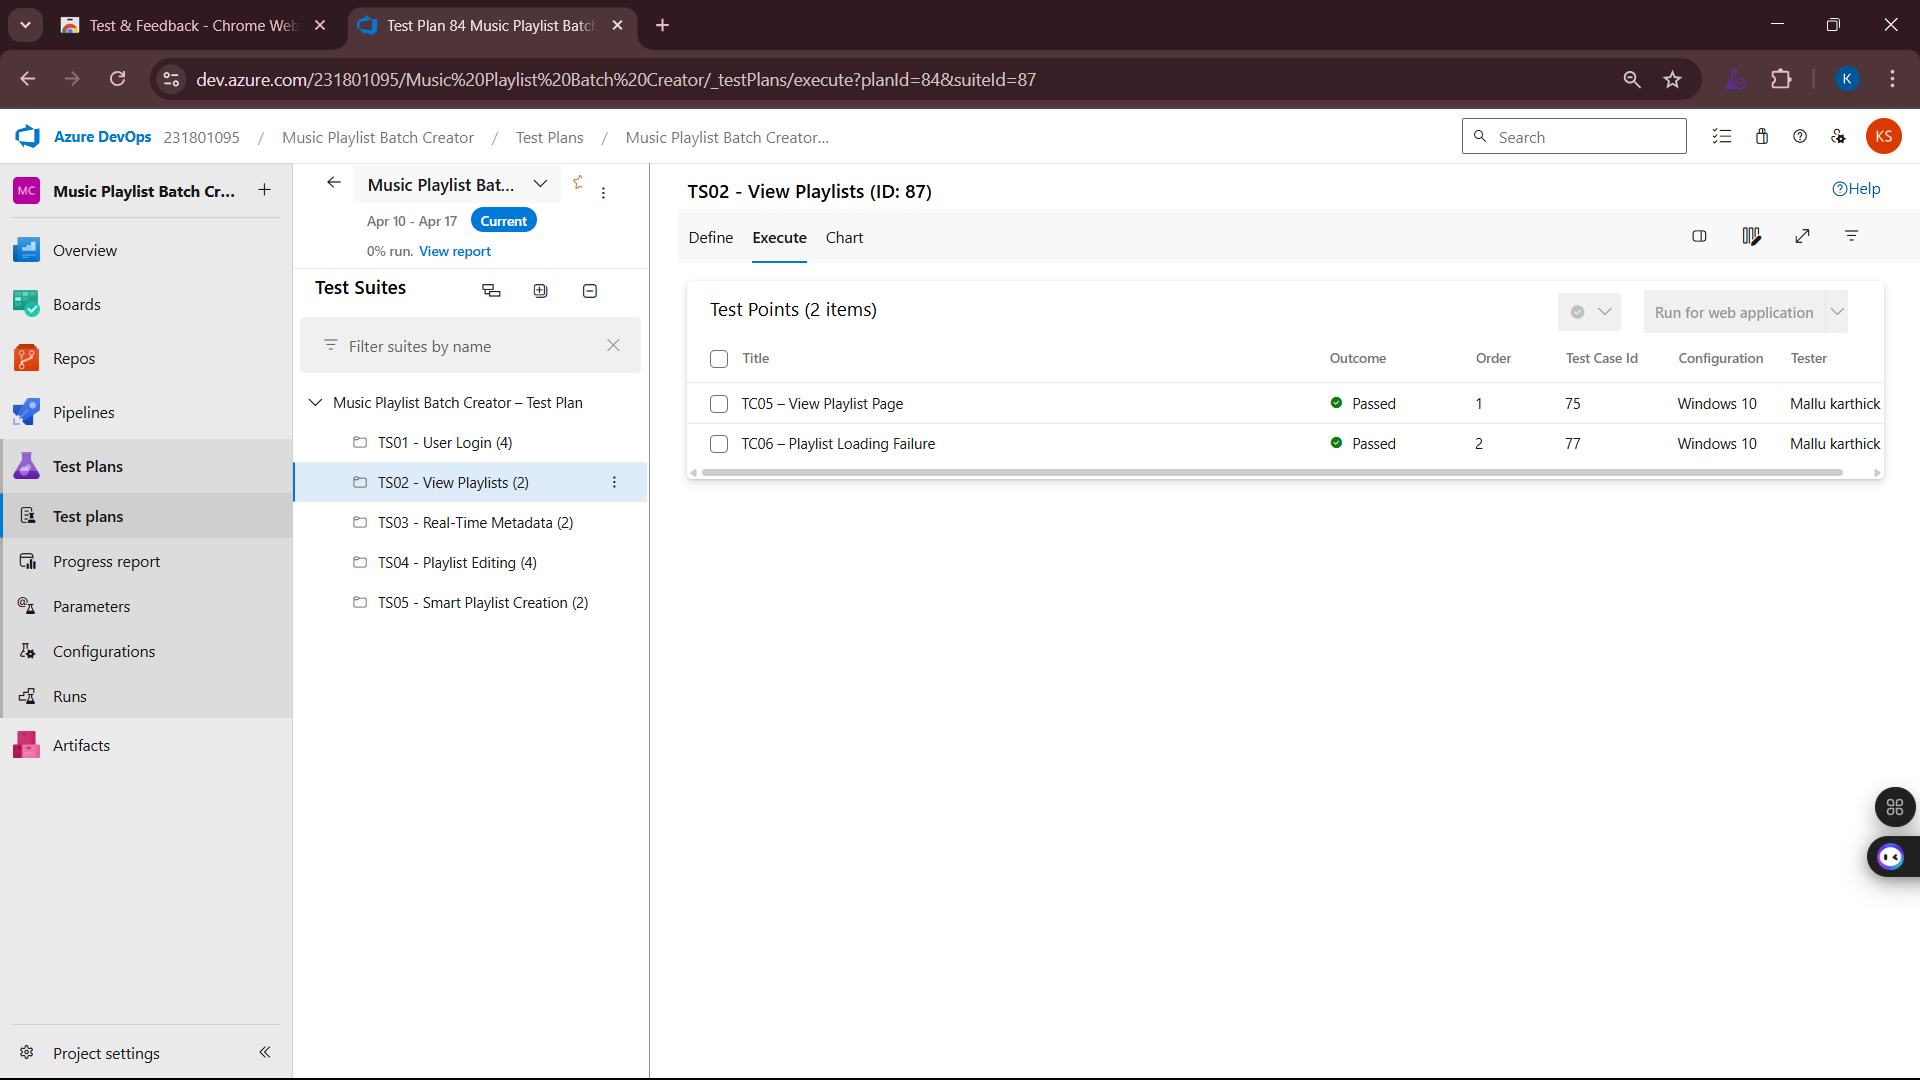 Test & Feedback - Chrome Web
Test Plan 84 Music Playlist Batch
dev.azure.com/231801095/Music%20Playlist%20Batch%20Creator/_testPlans/execute?planId=84&suiteId=87
K
Azure DevOps 231801095 / Music Playlist Batch Creator / Test Plans / Music Playlist Batch Creator...
Search
KS
MC Music Playlist Batch Cr...
Overview
Boards
Repos
Pipelines
Test Plans
Test plans
Progress report
Parameters
Configurations
Runs
Artifacts
Project settings
Music Playlist Bat...
Apr 10 - Apr 17 Current
0% run. View report
Test Suites
Filter suites by name
Music Playlist Batch Creator – Test Plan
TS01 - User Login (4)
TS02 - View Playlists (2)
TS03 - Real-Time Metadata (2)
TS04 - Playlist Editing (4)
TS05 - Smart Playlist Creation (2)
TS02 - View Playlists (ID: 87)
Help
Define Execute Chart
Test Points (2 items)
Run for web application
Title Outcome Order Test Case Id Configuration Tester
TC05 – View Playlist Page Passed 1 75 Windows 10 Mallu karthick
TC06 – Playlist Loading Failure Passed 2 77 Windows 10 Mallu karthick